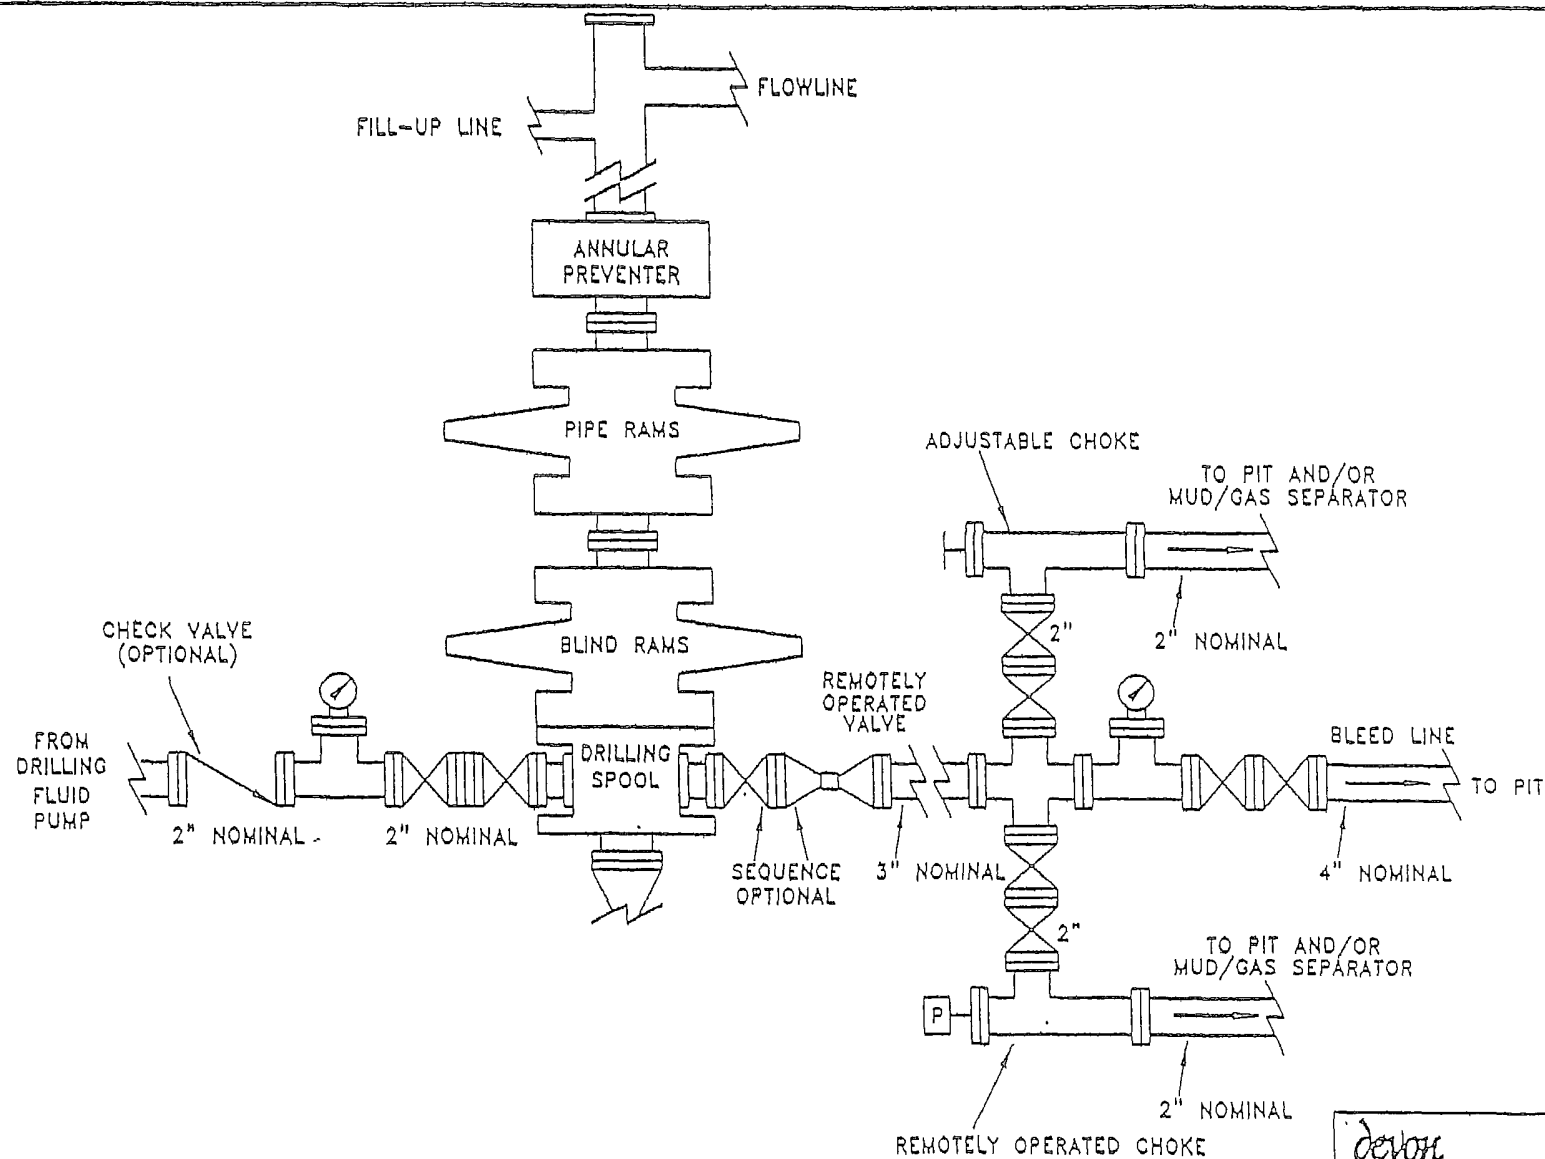 FLOWLINE
FILL-UP LINE
ANNULAR
PREVENTER
PIPE RAMS
ADJUSTABLE CHOKE
TO PIT AND/OR
MUD/GAS SEPARATOR
2"
2" NOMINAL
CHECK VALVE
(OPTIONAL)
BLIND RAMS
REMOTELY
OPERATED
VALVE
FROM
DRILLING
FLUID
PUMP
DRILLING
SPOOL
BLEED LINE
TO PIT
2" NOMINAL
2" NOMINAL
SEQUENCE
OPTIONAL
3" NOMINAL
4" NOMINAL
2"
TO PIT AND/OR
MUD/GAS SEPARATOR
P
2" NOMINAL
REMOTELY OPERATED CHOKE
devon